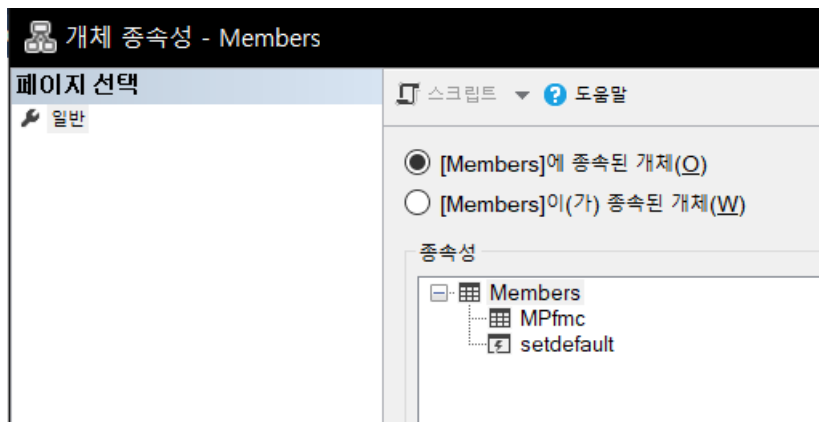 개체 종속성 - Members
페이지 선택
일반
스크립트 도움말
[Members]에 종속된 개체(O)
[Members]이(가) 종속된 개체(W)
종속성
Members
MPfmc
setdefault